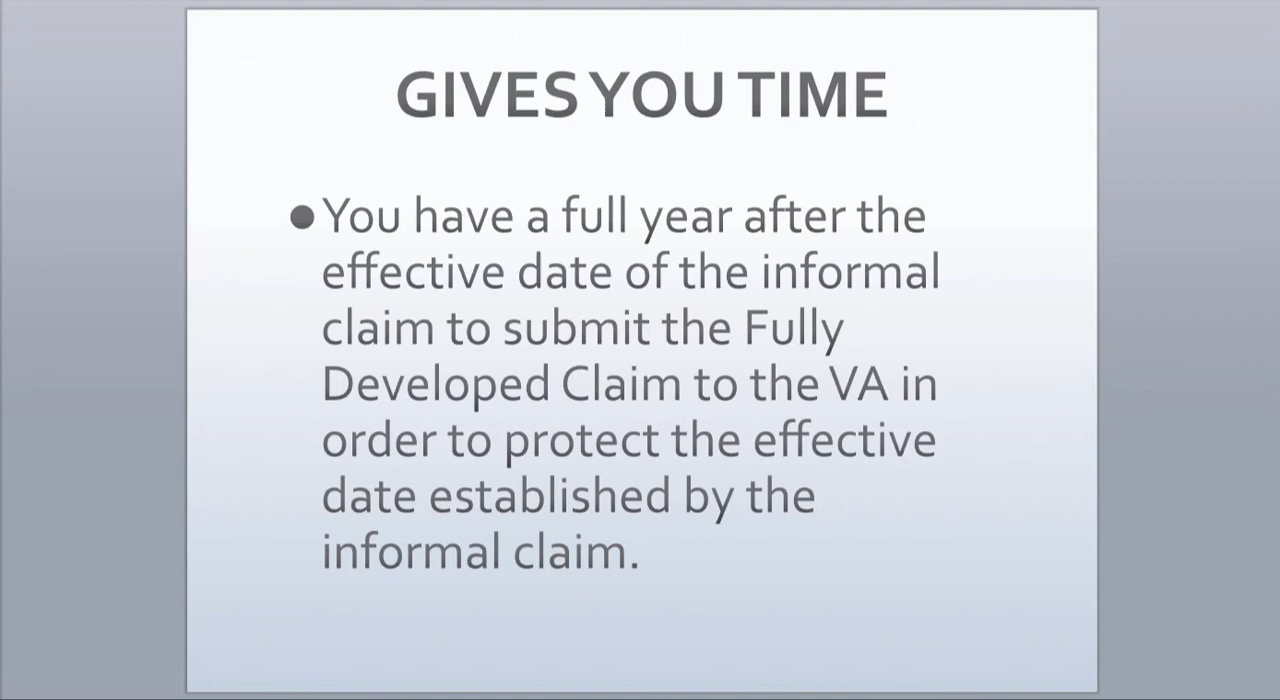 GIVES YOU TIME
●You have a full year after the
effective date of the informal
claim to submit the Fully
Developed Claim to the VA in
order to protect the effective
date established by the
informal claim.